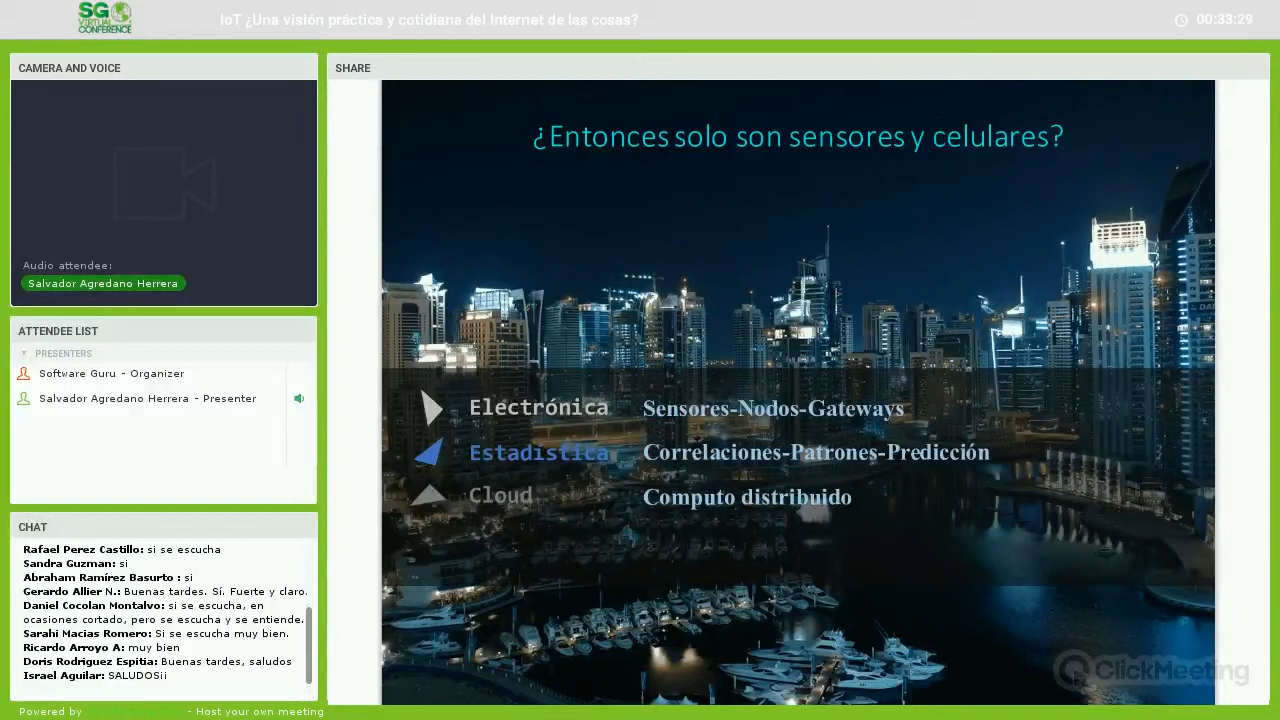 SG
VIRTUAL
CONFERENCE
IoT ¿Una visión práctica y cotidiana del Internet de las cosas?
00:33:29
CAMERA AND VOICE
Audio attendee:
Salvador Agredano Herrera
ATTENDEE LIST
PRESENTERS
Software Guru - Organizer
Salvador Agredano Herrera - Presenter
CHAT
Rafael Perez Castillo: si se escucha
Sandra Guzman: si
Abraham Ramírez Basurto : si
Gerardo Allier N.: Buenas tardes. Sí. Fuerte y claro.
Daniel Cocolan Montalvo: si se escucha, en
ocasiones cortado, pero se escucha y se entiende.
Sarahi Macias Romero: Si se escucha muy bien.
Ricardo Arroyo A: muy bien
Doris Rodriguez Espitia: Buenas tardes, saludos
Israel Aguilar: SALUDOS¡¡
Powered by - Host your own meeting
SHARE
¿Entonces solo son sensores y celulares?
Electrónica Sensores-Nodos-Gateways
Estadística Correlaciones-Patrones-Predicción
Cloud Computo distribuido
ClickMeeting